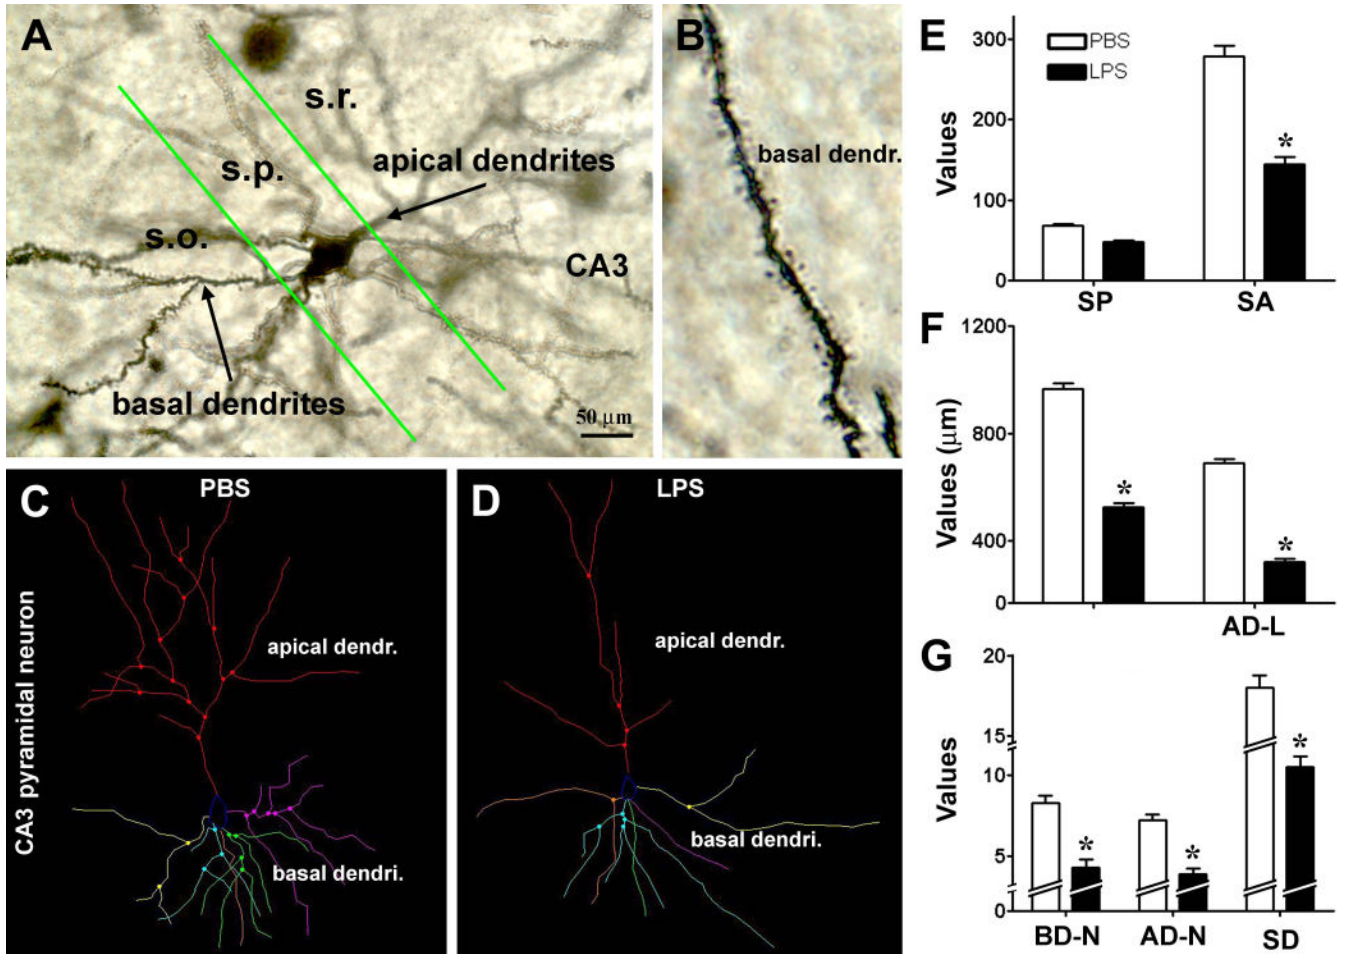 A
s.r.
apical dendrites
s.p.
s.o.
CA3
basal dendrites
50 μm
B
basal dendr.
C
PBS
CA3 pyramidal neuron
apical dendr.
basal dendri.
D
LPS
apical dendr.
basal dendri.
E
Values
300
200
100
0
PBS
LPS
*
SP
SA
F
Values (μm)
1200
800
400
0
*
*
AD-L
G
Values
20
15
10
5
0
*
*
*
BD-N
AD-N
SD